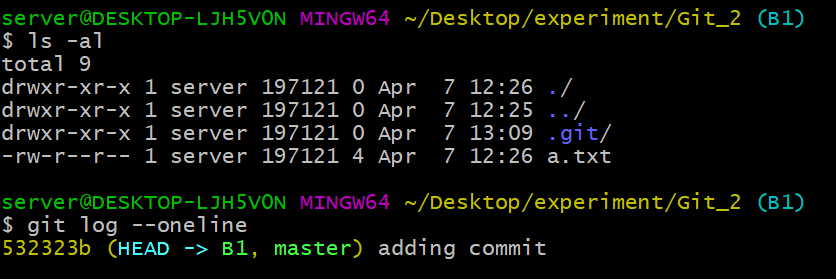 server@DESKTOP-LJH5V0N MINGW64 ~/Desktop/experiment/Git_2 (B1)
$ ls -al
total 9
drwxr-xr-x 1 server 197121 0 Apr  7 12:26 ./
drwxr-xr-x 1 server 197121 0 Apr  7 12:25 ../
drwxr-xr-x 1 server 197121 0 Apr  7 13:09 .git/
-rw-r--r-- 1 server 197121 4 Apr  7 12:26 a.txt
server@DESKTOP-LJH5V0N MINGW64 ~/Desktop/experiment/Git_2 (B1)
$ git log --oneline
532323b (HEAD -> B1, master) adding commit